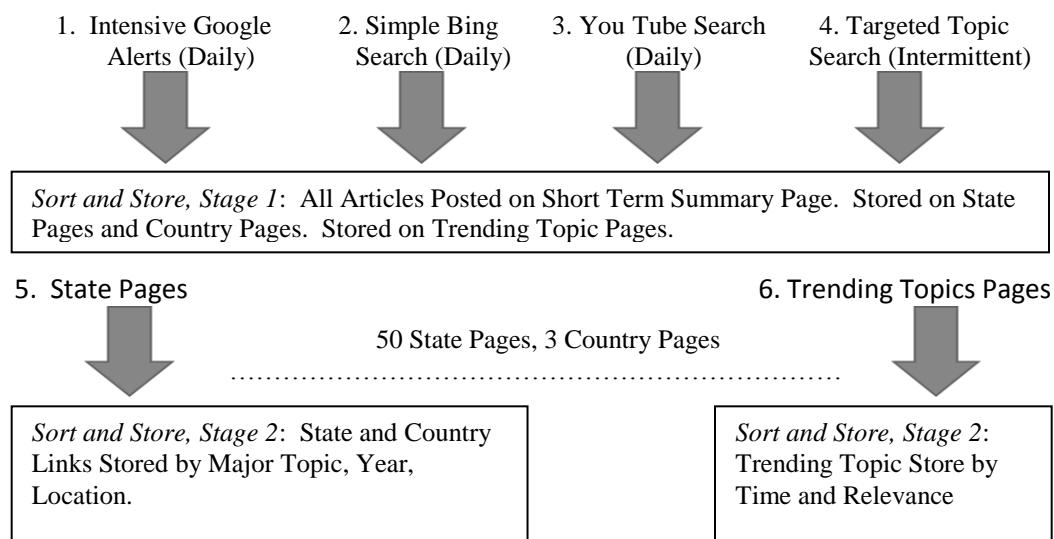 1. Intensive Google Alerts (Daily)
2. Simple Bing Search (Daily)
3. You Tube Search (Daily)
4. Targeted Topic Search (Intermittent)
Sort and Store, Stage 1: All Articles Posted on Short Term Summary Page. Stored on State
Pages and Country Pages. Stored on Trending Topic Pages.
5. State Pages
6. Trending Topics Pages
50 State Pages, 3 Country Pages
……………………………………………………………
Sort and Store, Stage 2: State and Country
Links Stored by Major Topic, Year,
Location.
Sort and Store, Stage 2:
Trending Topic Store by
Time and Relevance